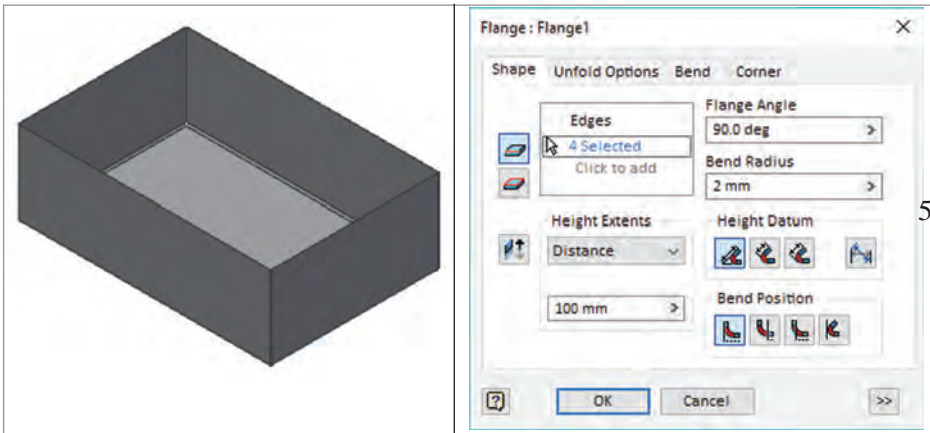 Flange : Flange1
Shape Unfold Options Bend Corner
Edges
4 Selected
Click to add
Flange Angle
90.0 deg
Bend Radius
2 mm
5
Height Extents
Distance
100 mm
Height Datum
Bend Position
OK Cancel >>